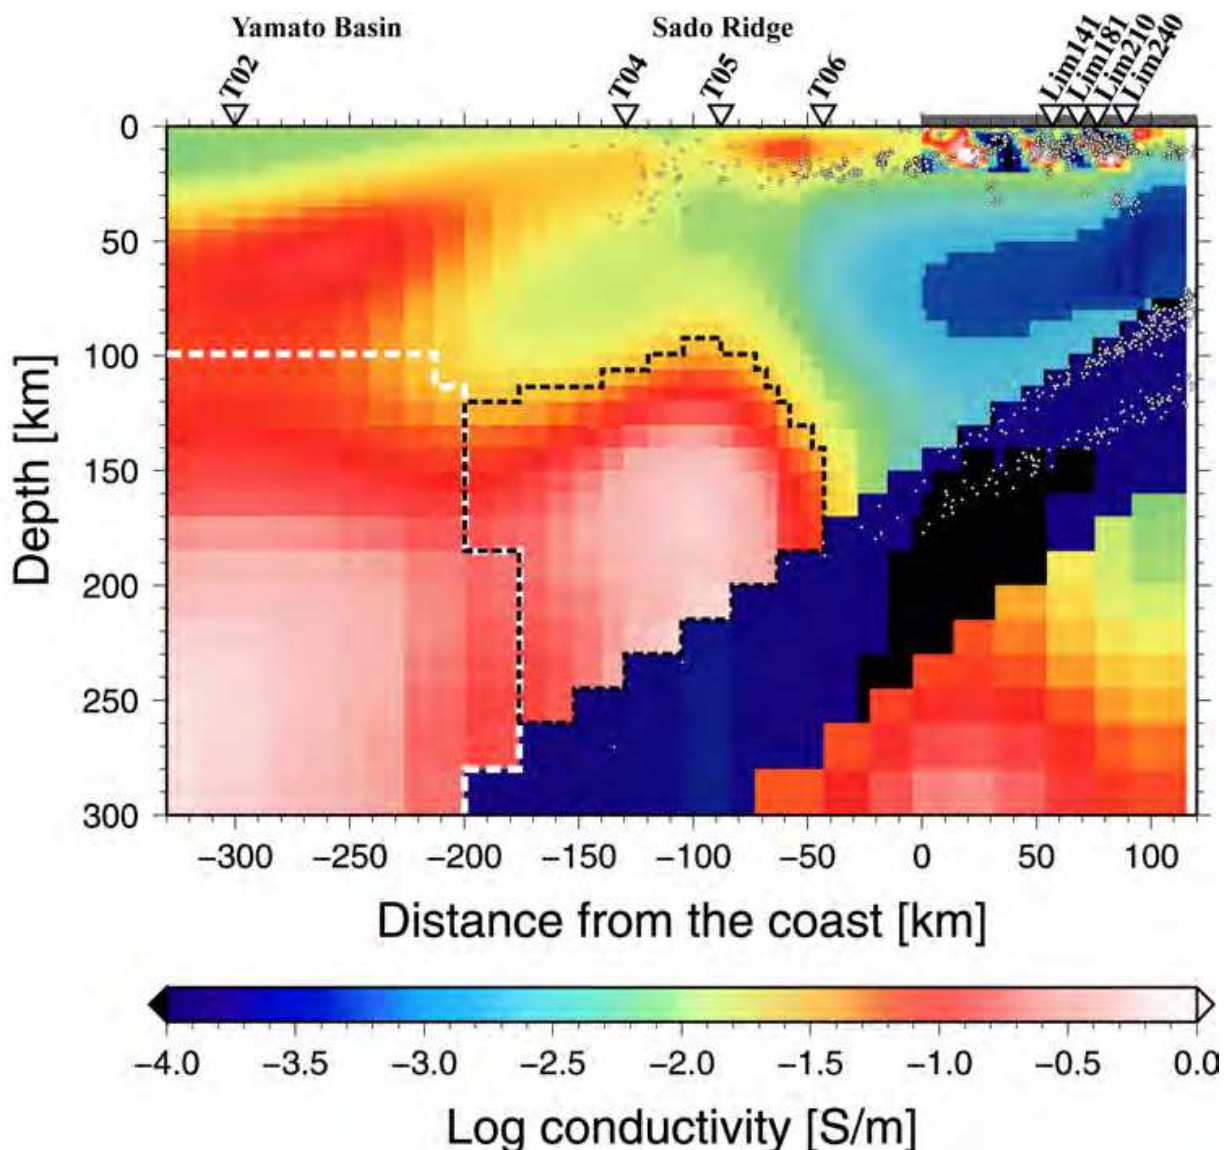 Yamato Basin
Sado Ridge
T02
T04
T05
T06
Lim141
Lim181
Lim210
Lim240
0
50
100
150
200
250
300
Depth [km]
−300 −250 −200 −150 −100 −50 0 50 100
Distance from the coast [km]
−4.0 −3.5 −3.0 −2.5 −2.0 −1.5 −1.0 −0.5 0.0
Log conductivity [S/m]